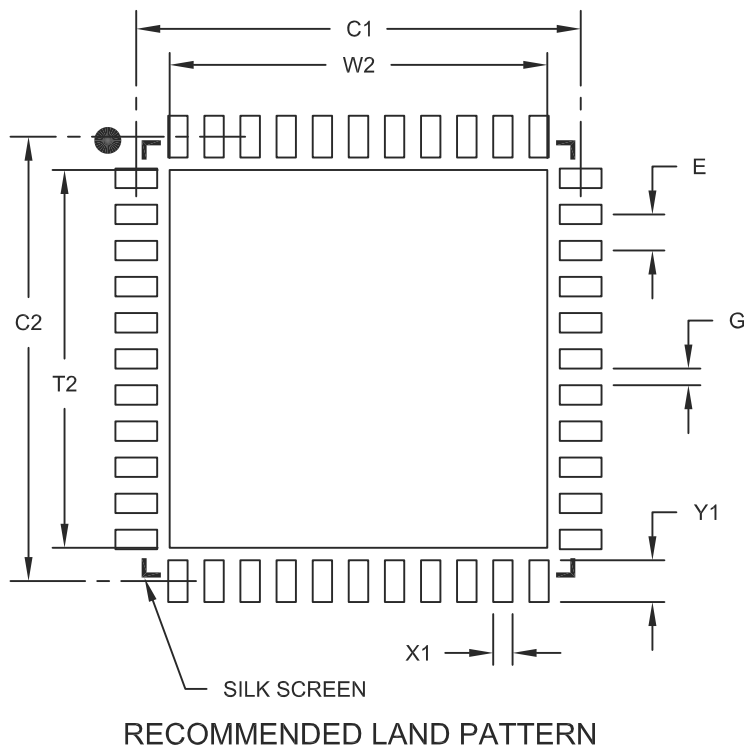 C1
W2
E
C2
G
T2
Y1
X1
SILK SCREEN
RECOMMENDED LAND PATTERN